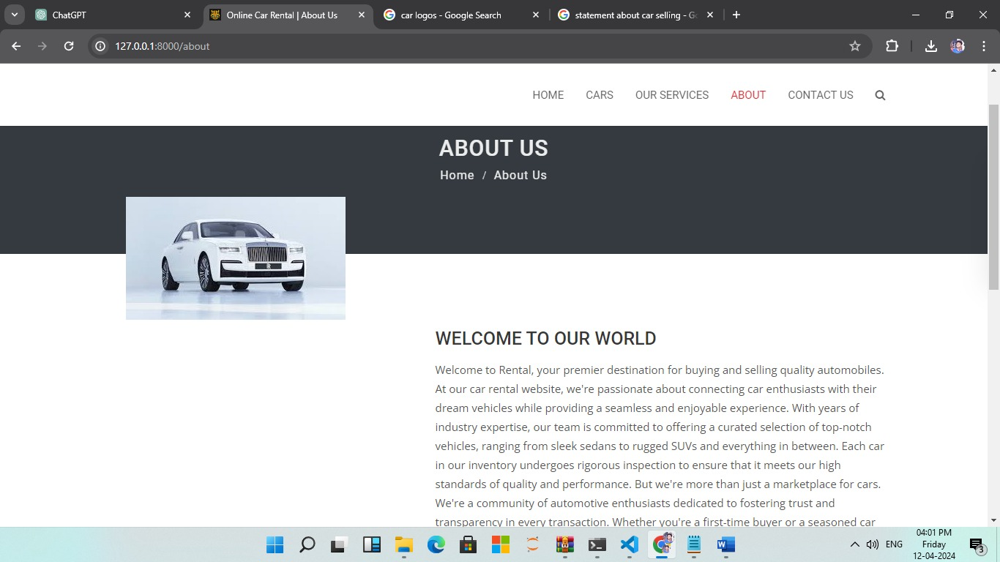 ChatGPT
Online Car Rental | About Us
car logos - Google Search
statement about car selling - Go
127.0.0.1:8000/about
HOME CARS OUR SERVICES ABOUT CONTACT US
ABOUT US
Home / About Us
WELCOME TO OUR WORLD
Welcome to Rental, your premier destination for buying and selling quality automobiles.
At our car rental website, we're passionate about connecting car enthusiasts with their
dream vehicles while providing a seamless and enjoyable experience. With years of
industry expertise, our team is committed to offering a curated selection of top-notch
vehicles, ranging from sleek sedans to rugged SUVs and everything in between. Each car
in our inventory undergoes rigorous inspection to ensure that it meets our high
standards of quality and performance. But we're more than just a marketplace for cars.
We're a community of automotive enthusiasts dedicated to fostering trust and
transparency in every transaction. Whether you're a first-time buyer or a seasoned car
ENG
04:01 PM
Friday
12-04-2024
3